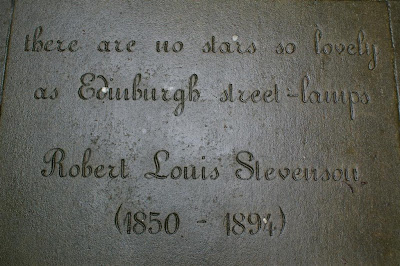 there are no stars so lovely
as Edinburgh street-lamps
Robert Louis Stevenson
(1850 - 1894)